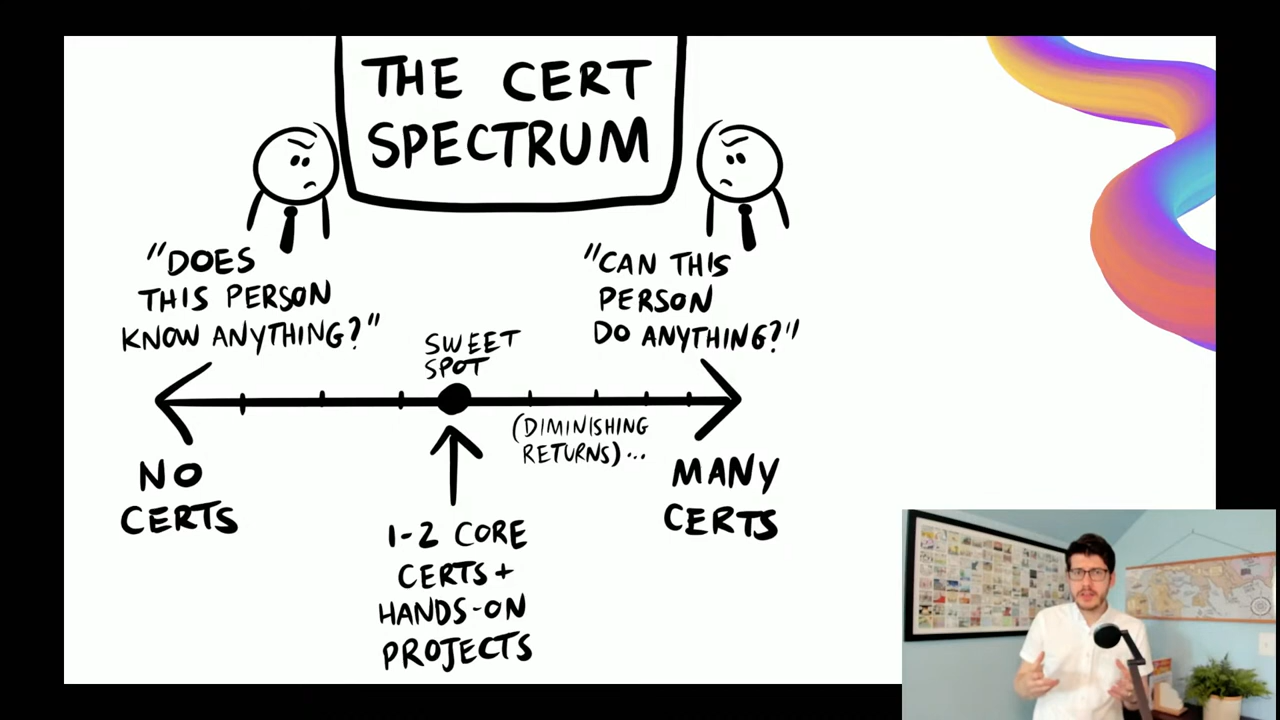 THE CERT
SPECTRUM
"DOES
THIS PERSON
KNOW ANYTHING?"
"CAN THIS
PERSON
DO ANYTHING?"
SWEET
SPOT
(DIMINISHING
RETURNS)...
NO
CERTS
MANY
CERTS
1-2 CORE
CERTS+
HANDS-ON
PROJECTS